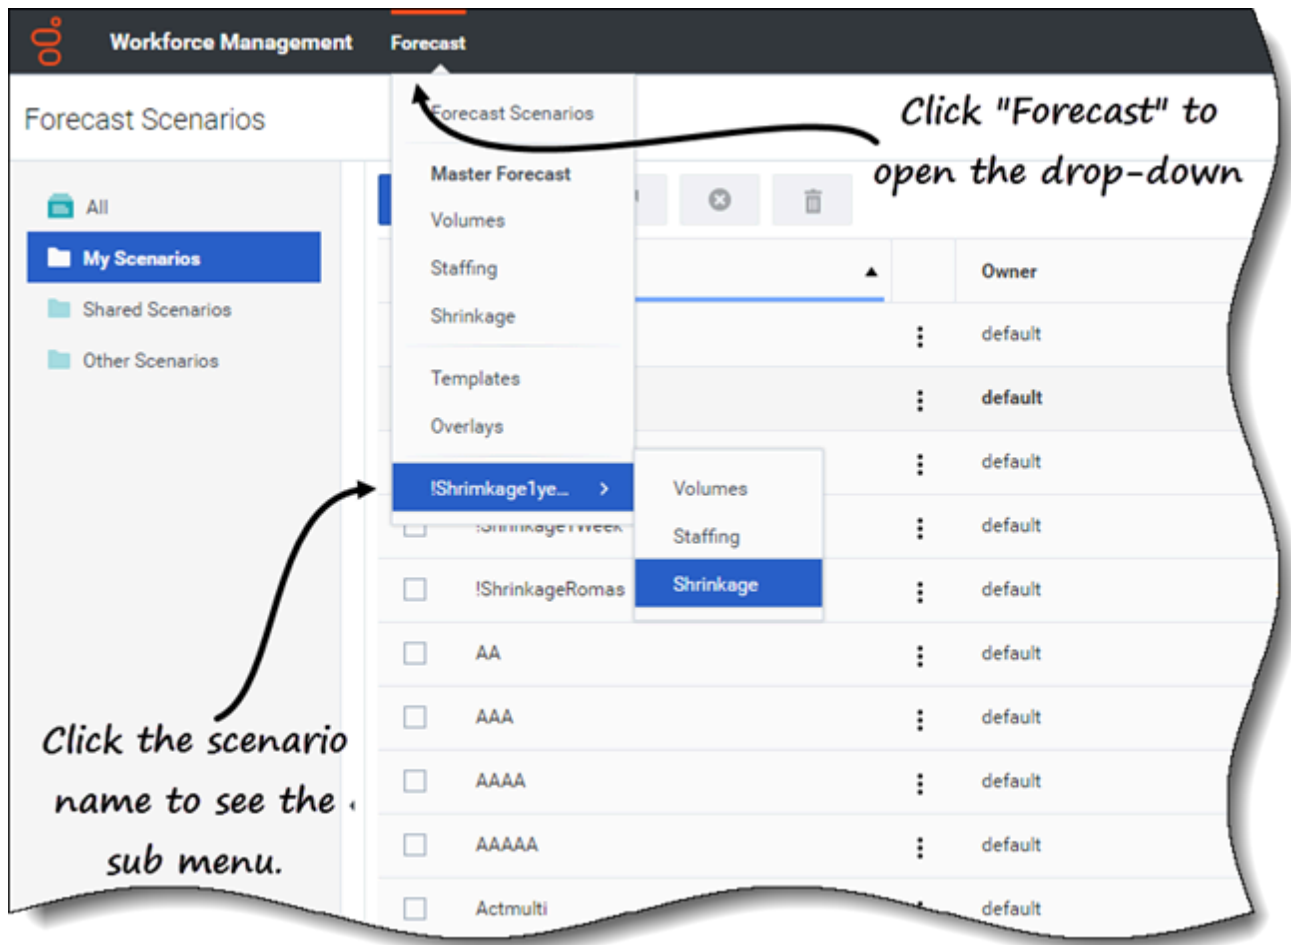 Workforce Management Forecast
Forecast Scenarios
Click "Forecast" to
open the drop-down
Forecast Scenarios
Master Forecast
Volumes
Staffing
Shrinkage
Templates
Overlays
!Shrimkage1ye... >
Volumes
Staffing
Shrinkage
All
My Scenarios
Shared Scenarios
Other Scenarios
Owner
default
default
default
!Shrinkage1Week default
!ShrinkageRomas default
AA default
AAA default
AAAA default
AAAAA default
Actmulti default
Click the scenario
name to see the
sub menu.